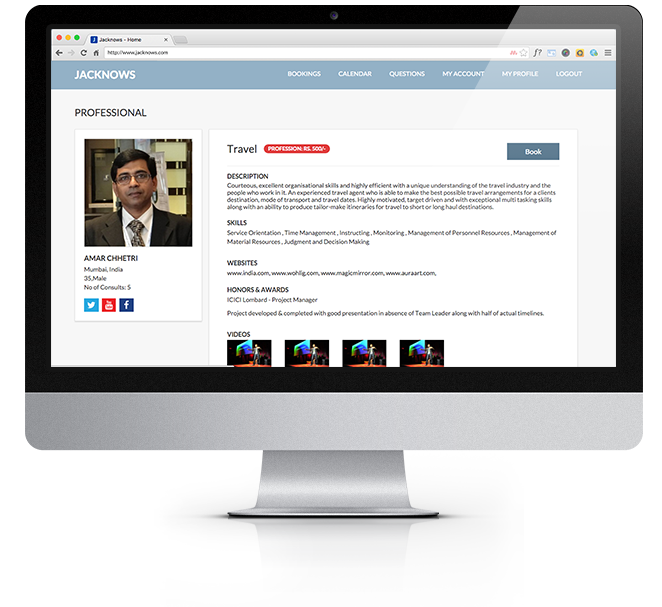 Jacknows - Home
http://www.jacknows.com
JACKNOWS
BOOKINGS CALENDAR QUESTIONS MY ACCOUNT MY PROFILE LOGOUT
PROFESSIONAL
AMAR CHHETRI
Mumbai, India
35,Male
No of Consults: 5
You
Travel PROFESSION: RS. 500/- Book
DESCRIPTION
Courteous, excellent organisational skills and highly efficient with a unique understanding of the travel industry and the
people who work in it. An experienced travel agent who is able to make the best possible travel arrangements for a clients
destination, mode of transport and travel dates. Highly motivated, target driven and with exceptional multi tasking skills
along with an ability to produce tailor-make itineraries for travel to short or long haul destinations.
SKILLS
Service Orientation , Time Management , Instructing , Monitoring , Management of Personnel Resources , Management of
Material Resources , Judgment and Decision Making
WEBSITES
www.india.com, www.wohlig.com, www.magicmirror.com, www.auraart.com,
HONORS & AWARDS
ICICI Lombard - Project Manager
Project developed & completed with good presentation in absence of Team Leader along with half of actual timelines.
VIDEOS